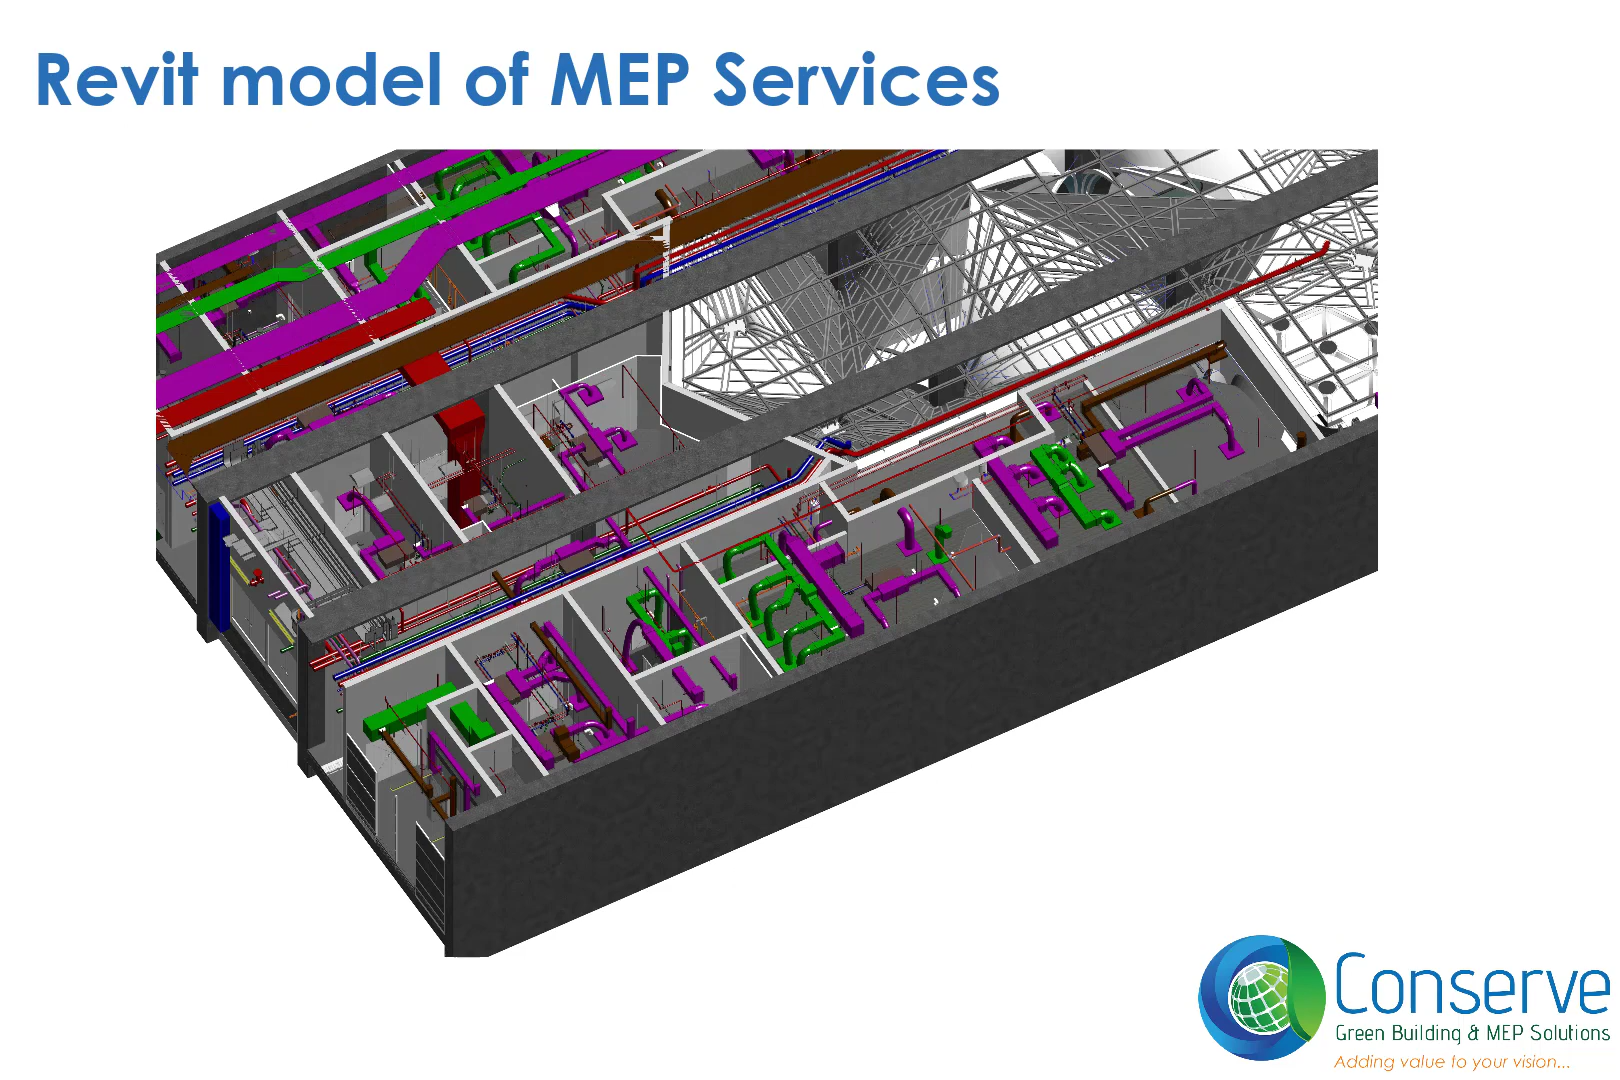 Revit model of MEP Services
Conserve
Green Building & MEP Solutions
Adding value to your vision...